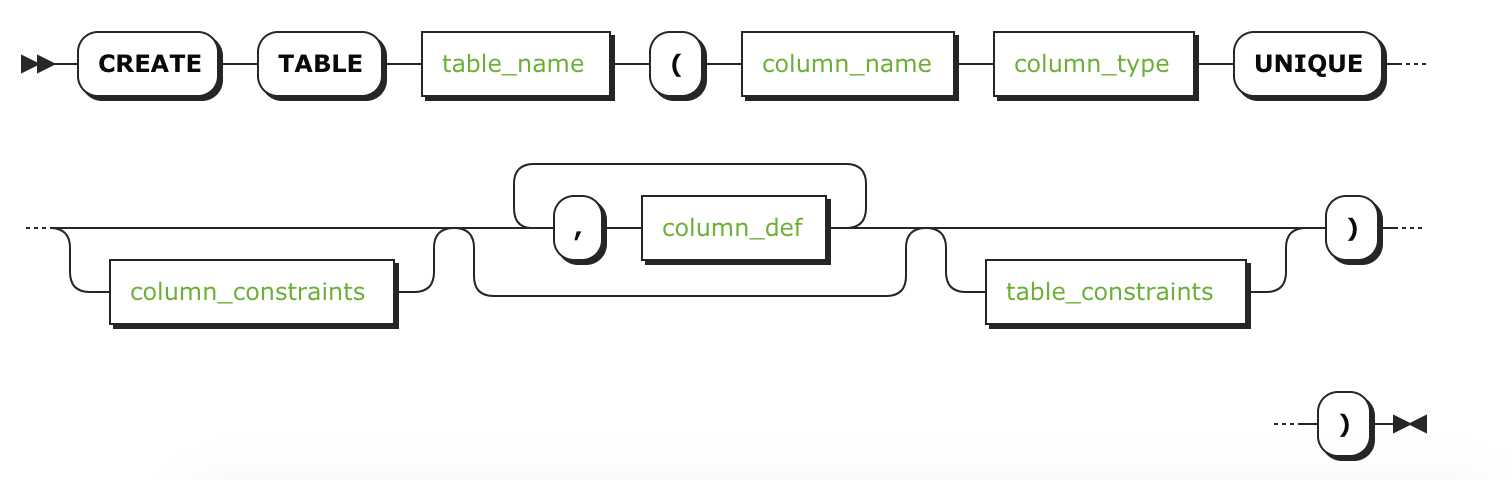 CREATE TABLE table_name ( column_name column_type UNIQUE
, column_def )
column_constraints table_constraints
)